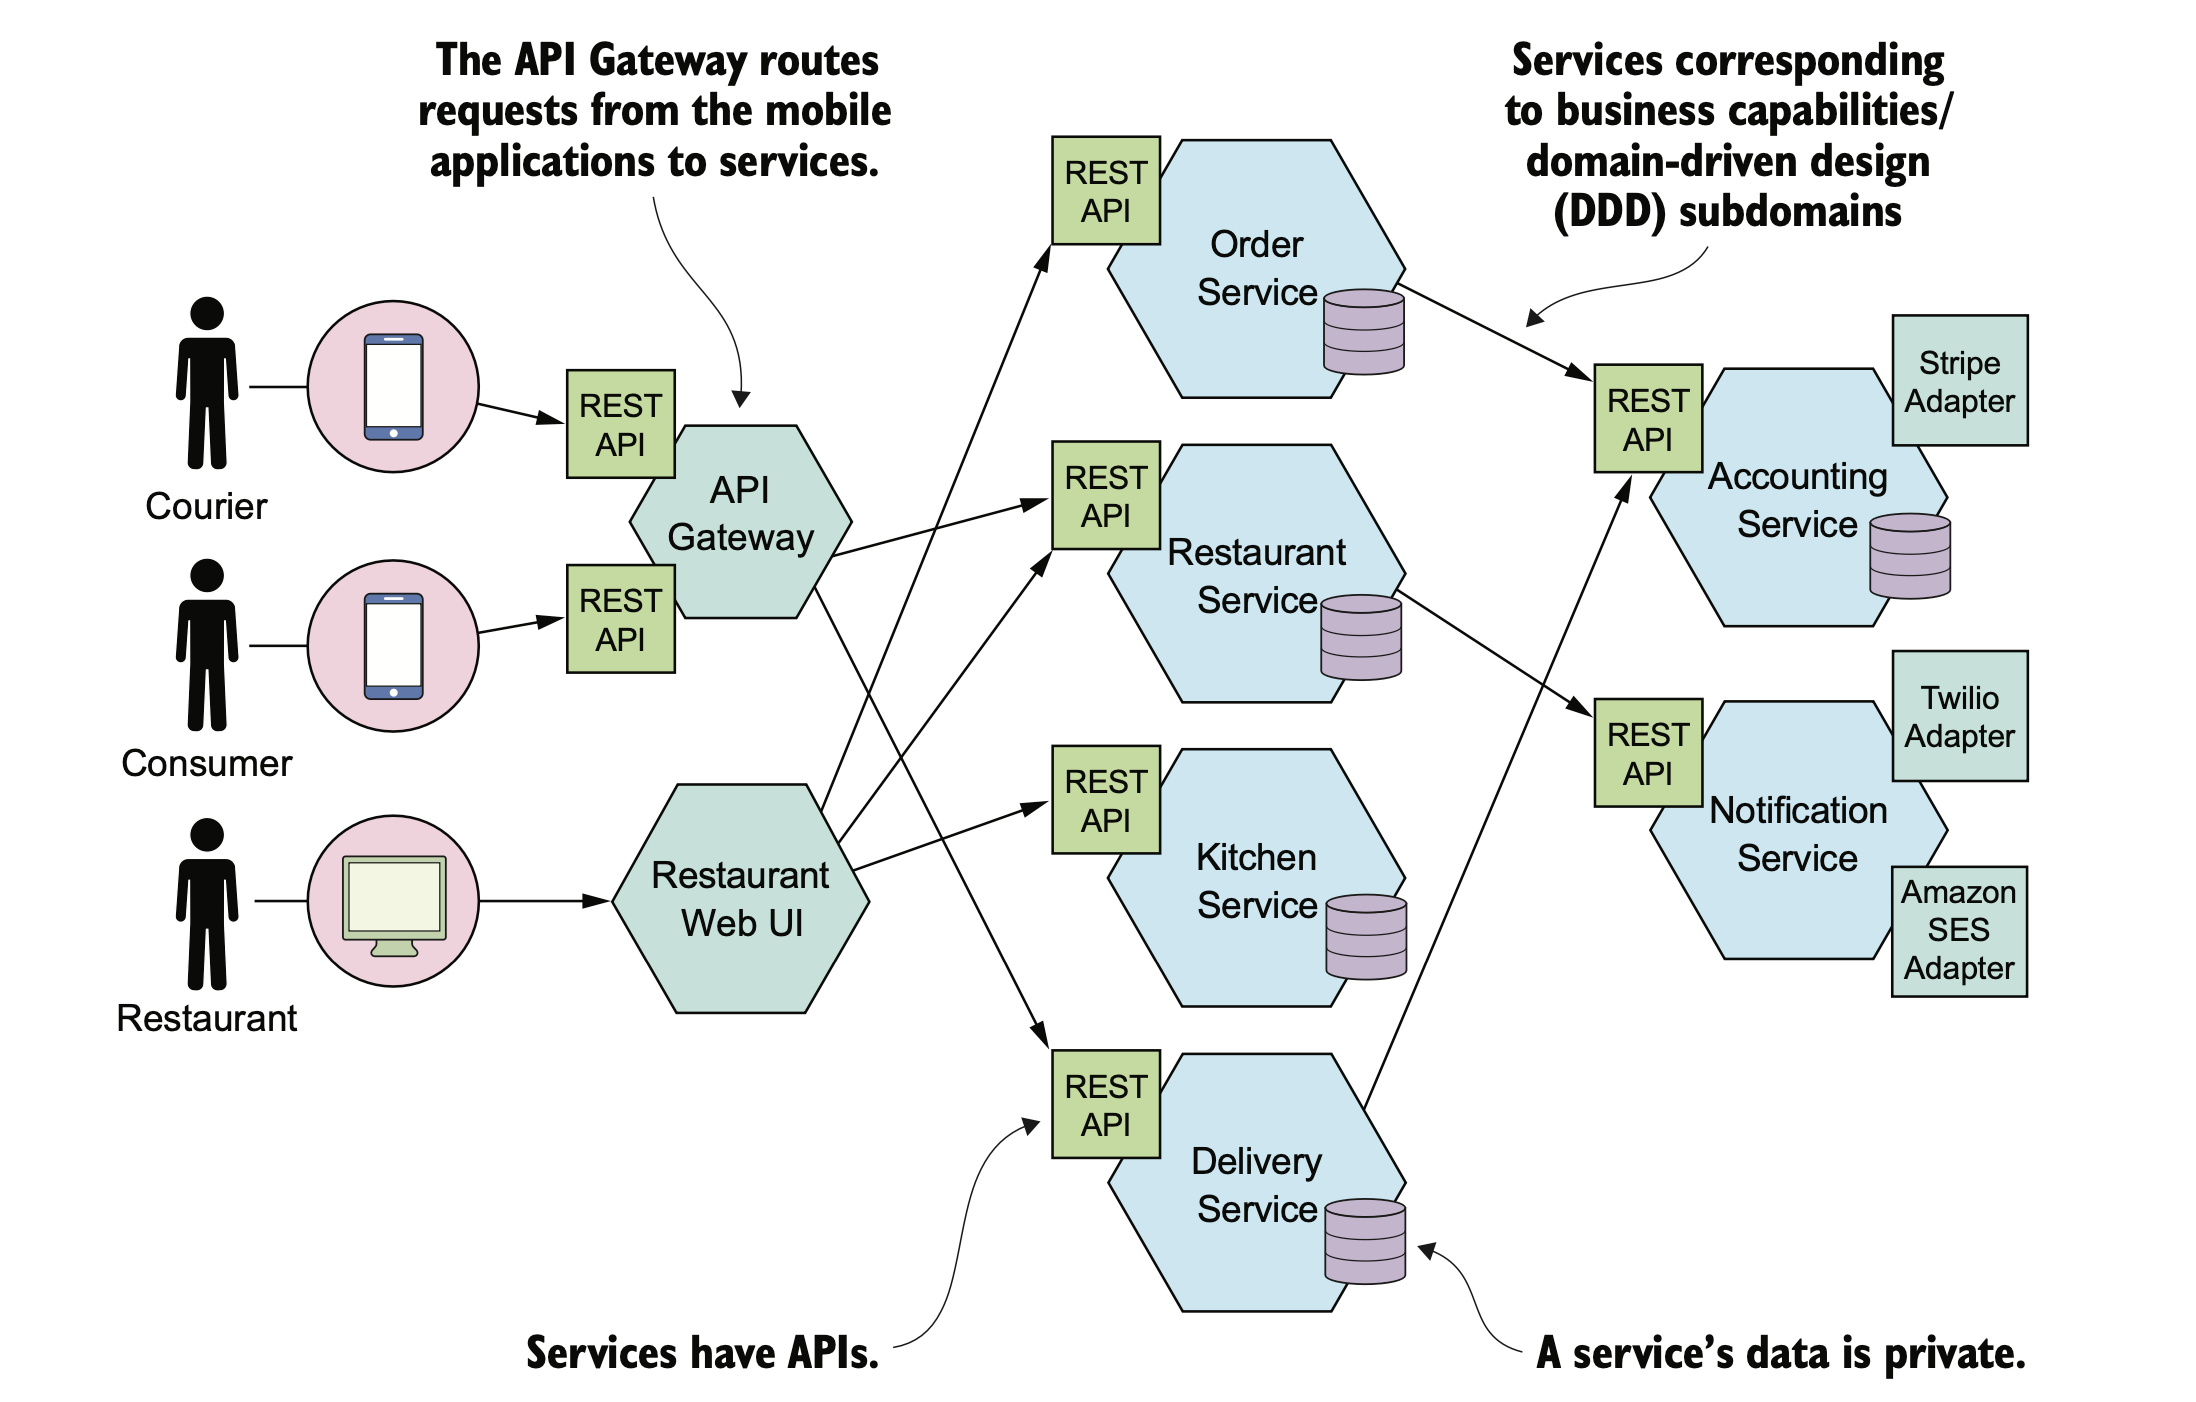 The API Gateway routes
requests from the mobile
applications to services.
Services corresponding
to business capabilities/
domain-driven design
(DDD) subdomains
REST
API
Order
Service
Courier
REST
API
API
Gateway
REST
API
Consumer
REST
API
Restaurant
Service
REST
API
Accounting
Service
Stripe
Adapter
Restaurant
Restaurant
Web UI
REST
API
Kitchen
Service
REST
API
Notification
Service
Twilio
Adapter
Amazon
SES
Adapter
REST
API
Delivery
Service
Services have APIs.
A service’s data is private.